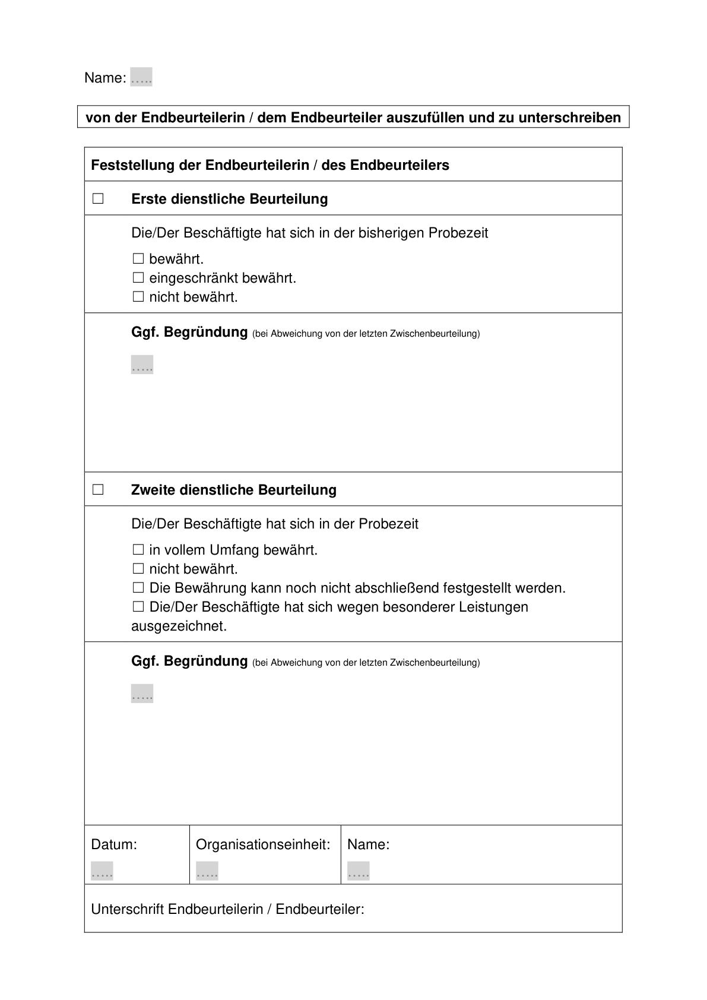 Name: .....
von der Endbeurteilerin / dem Endbeurteiler auszufüllen und zu unterschreiben
Feststellung der Endbeurteilerin / des Endbeurteilers
☐ Erste dienstliche Beurteilung
Die/Der Beschäftigte hat sich in der bisherigen Probezeit
☐ bewährt.
☐ eingeschränkt bewährt.
☐ nicht bewährt.
Ggf. Begründung (bei Abweichung von der letzten Zwischenbeurteilung)
.....
☐ Zweite dienstliche Beurteilung
Die/Der Beschäftigte hat sich in der Probezeit
☐ in vollem Umfang bewährt.
☐ nicht bewährt.
☐ Die Bewährung kann noch nicht abschließend festgestellt werden.
☐ Die/Der Beschäftigte hat sich wegen besonderer Leistungen
ausgezeichnet.
Ggf. Begründung (bei Abweichung von der letzten Zwischenbeurteilung)
.....
Datum: Organisationseinheit: Name:
..... ..... .....
Unterschrift Endbeurteilerin / Endbeurteiler: